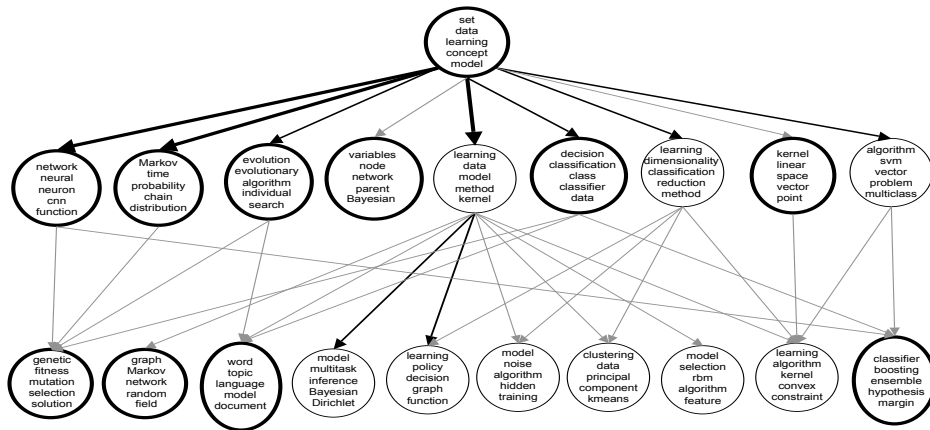 set
data
learning
concept
model
network
neural
neuron
cnn
function
Markov
time
probability
chain
distribution
evolution
evolutionary
algorithm
individual
search
variables
node
network
parent
Bayesian
learning
data
model
method
kernel
decision
classification
class
classifier
data
learning
dimensionality
classification
reduction
method
kernel
linear
space
vector
point
algorithm
svm
vector
problem
multiclass
genetic
fitness
mutation
selection
solution
graph
Markov
network
random
field
word
topic
language
model
document
model
multitask
inference
Bayesian
Dirichlet
learning
policy
decision
graph
function
model
noise
algorithm
hidden
training
clustering
data
principal
component
kmeans
model
selection
rbm
algorithm
feature
learning
algorithm
kernel
convex
constraint
classifier
boosting
ensemble
hypothesis
margin